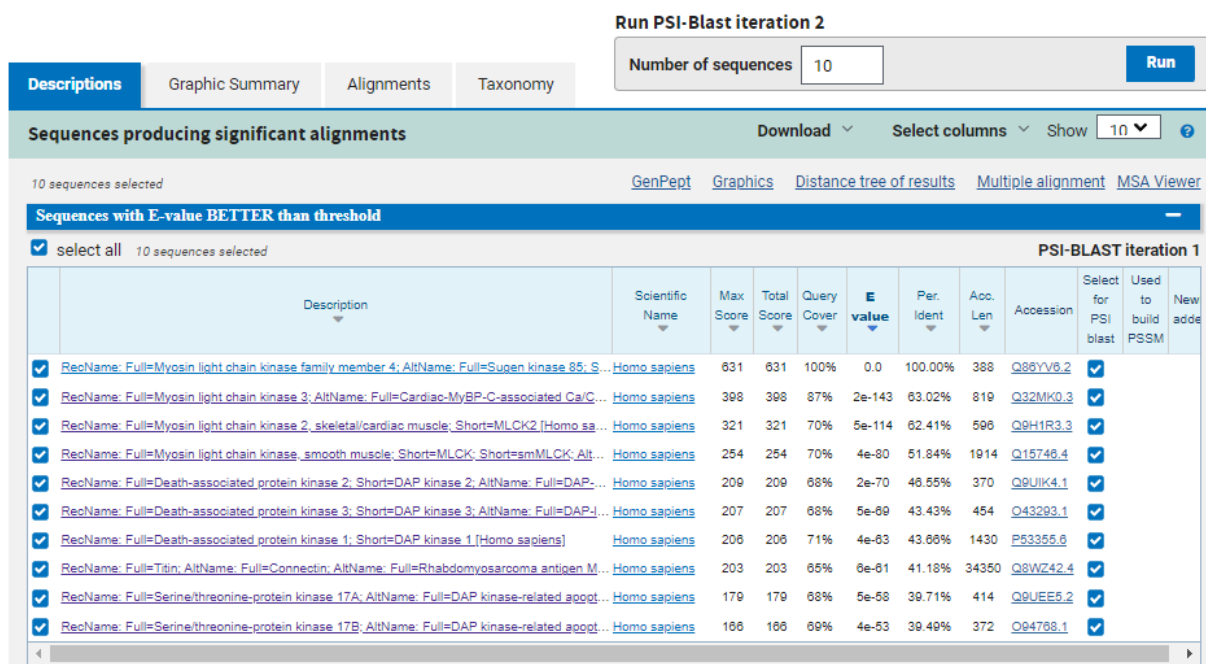 Run PSI-Blast iteration 2
Number of sequences 10 Run
Descriptions Graphic Summary Alignments Taxonomy
Sequences producing significant alignments Download Select columns Show 10 ?
10 sequences selected GenPept Graphics Distance tree of results Multiple alignment MSA Viewer
Sequences with E-value BETTER than threshold
select all 10 sequences selected PSI-BLAST iteration 1
Description Scientific Name Max Score Total Score Query Cover E value Per. Ident Acc. Len Accession Select for PSI blast Used to build PSSM New adde
RecName: Full=Myosin light chain kinase family member 4; AltName: Full=Sugen kinase 85; S... Homo sapiens 631 631 100% 0.0 100.00% 388 Q86YV6.2
RecName: Full=Myosin light chain kinase 3; AltName: Full=Cardiac-MyBP-C-associated Ca/C... Homo sapiens 398 398 87% 2e-143 63.02% 819 Q32MK0.3
RecName: Full=Myosin light chain kinase 2, skeletal/cardiac muscle; Short=MLCK2 [Homo sa... Homo sapiens 321 321 70% 5e-114 62.41% 596 Q9H1R3.3
RecName: Full=Myosin light chain kinase, smooth muscle; Short=MLCK; Short=smMLCK; Alt... Homo sapiens 254 254 70% 4e-80 51.84% 1914 Q15746.4
RecName: Full=Death-associated protein kinase 2; Short=DAP kinase 2; AltName: Full=DAP-... Homo sapiens 209 209 68% 2e-70 46.55% 370 Q9UIK4.1
RecName: Full=Death-associated protein kinase 3; Short=DAP kinase 3; AltName: Full=DAP-l... Homo sapiens 207 207 68% 5e-69 43.43% 454 O43293.1
RecName: Full=Death-associated protein kinase 1; Short=DAP kinase 1 [Homo sapiens] Homo sapiens 206 206 71% 4e-63 43.66% 1430 P53355.6
RecName: Full=Titin; AltName: Full=Connectin; AltName: Full=Rhabdomyosarcoma antigen M... Homo sapiens 203 203 65% 6e-61 41.18% 34350 Q8WZ42.4
RecName: Full=Serine/threonine-protein kinase 17A; AltName: Full=DAP kinase-related apopt... Homo sapiens 179 179 68% 5e-58 39.71% 414 Q9UEE5.2
RecName: Full=Serine/threonine-protein kinase 17B; AltName: Full=DAP kinase-related apopt... Homo sapiens 166 166 69% 4e-53 39.49% 372 O94768.1